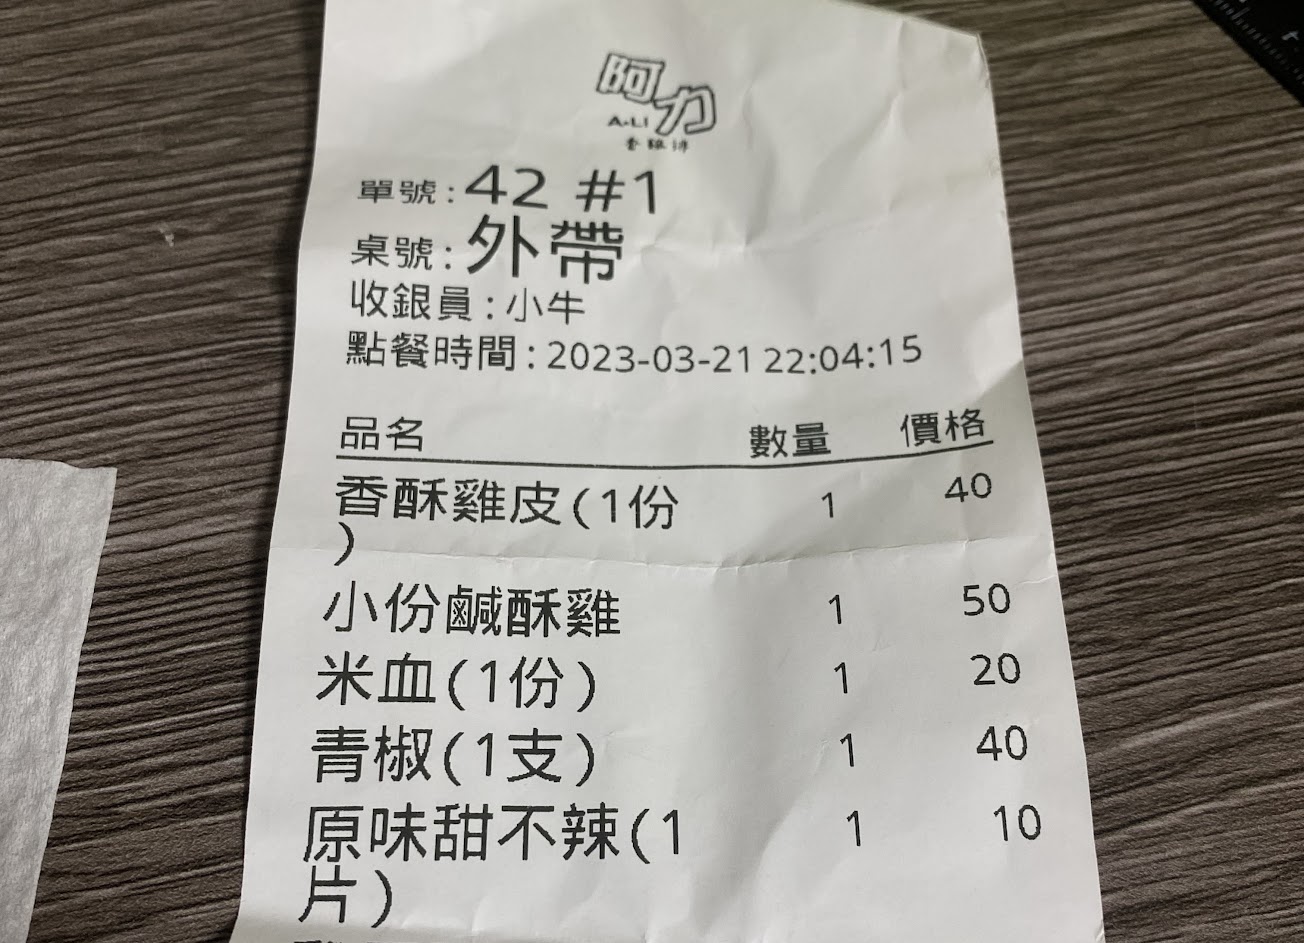 阿力
A-LI
香雞排
單號:42 #1
桌號:外帶
收銀員:小牛
點餐時間:2023-03-21 22:04:15
品名 數量 價格
香酥雞皮(1份 1 40
)
小份鹹酥雞 1 50
米血(1份) 1 20
青椒(1支) 1 40
原味甜不辣(1 1 10
片)